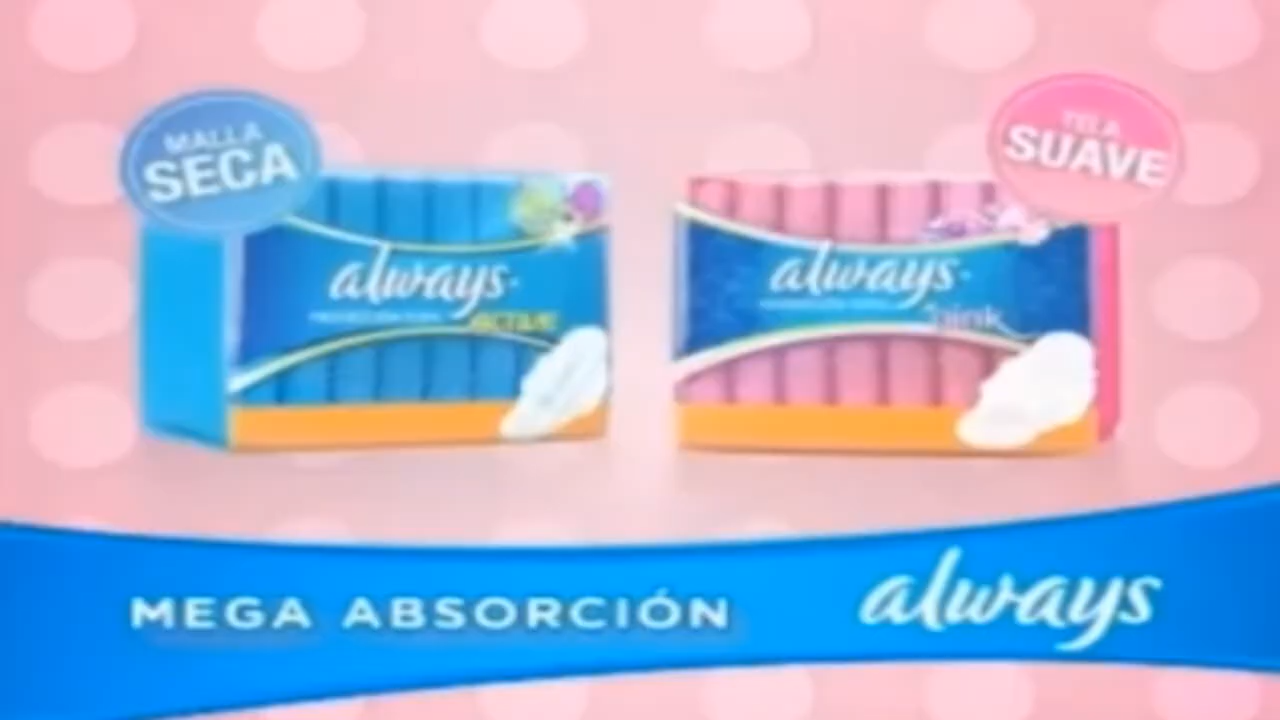 MALLA
SECA
TELA
SUAVE
always
ACTIVE
always
pink
MEGA ABSORCIÓN
always